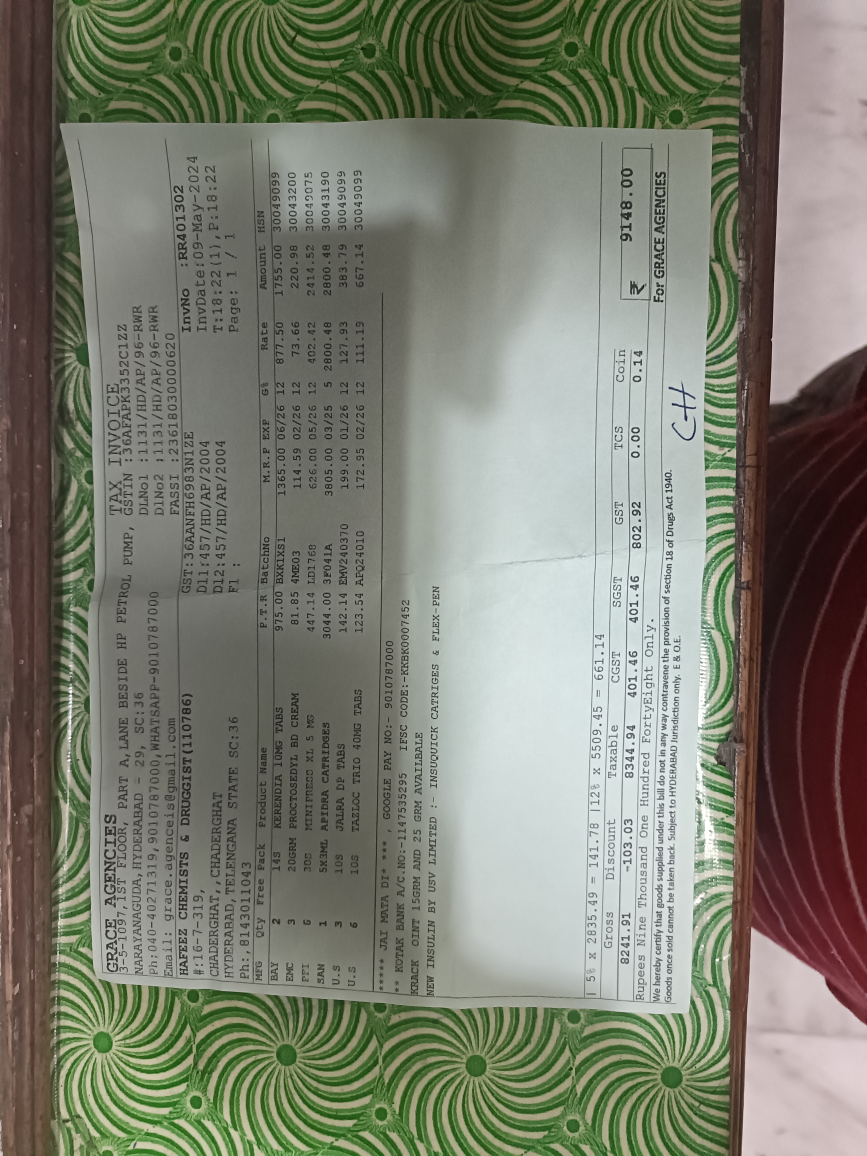 GRACE AGENCIES TAX INVOICE
3-5-1097,1ST FLOOR, PART A,LANE BESIDE HP PETROL PUMP, GSTIN :36AFAPK3352C1ZZ
NARAYANAGUDA,HYDERABAD - 29, SC:36 DLNo1 :1131/HD/AP/96-RWR
Ph:040-40271319,9010787000,WHATSAPP-9010787000 DlNo2 :1131/HD/AP/96-RWR
Email: grace.agenceis@gmail.com FASSI :23618030000620
HAFEEZ CHEMISTS & DRUGGIST(110786) GST:36AANFH6983N1ZE InvNo :RR401302
#:16-7-319, Dl1:457/HD/AP/2004 InvDate:09-May-2024
CHADERGHAT,,CHADERGHAT Dl2:457/HD/AP/2004 T:18:22(1),P:18:22
HYDERABAD,TELENGANA STATE SC:36 Fl : Page: 1 / 1
Ph:,8143011043
MFG Qty Free Pack Product Name P.T.R BatchNo M.R.P EXP G% Rate Amount HSN
BAY 2 14S KERENDIA 10MG TABS 975.00 BXK1XS1 1365.00 06/26 12 877.50 1755.00 30049099
EMC 3 20GRM PROCTOSEDYL BD CREAM 81.85 4ME03 114.59 02/26 12 73.66 220.98 30043200
PFI 6 30S MINIPRESS XL 5 MG 447.14 LD1768 626.00 05/26 12 402.42 2414.52 30049075
SAN 1 5X3ML APIDRA CATRIDGES 3044.00 3F041A 3805.00 03/25 5 2800.48 2800.48 30043190
U.S 3 10S JALRA DP TABS 142.14 EMV240370 199.00 01/26 12 127.93 383.79 30049099
U.S 6 10S TAZLOC TRIO 40MG TABS 123.54 APQ24010 172.95 02/26 12 111.19 667.14 30049099
***** JAI MATA DI* *** , GOOGLE PAY NO:- 9010787000
** KOTAK BANK A/C.NO:-1147535295 IFSC CODE:-KKBK0007452
KRACK OINT 15GRM AND 25 GRM AVAILBALE
NEW INSULIN BY USV LIMITED :- INSUQUICK CATRIGES & FLEX-PEN
| 5% x 2835.49 = 141.78 |12% x 5509.45 = 661.14
Gross Discount Taxable CGST SGST GST TCS Coin
8241.91 -103.03 8344.94 401.46 401.46 802.92 0.00 0.14 ₹ 9148.00
Rupees Nine Thousand One Hundred FortyEight Only.
We hereby certify that goods supplied under this bill do not in any way contravene the provision of section 18 of Drugs Act 1940. For GRACE AGENCIES
Goods once sold cannot be taken back. Subject to HYDERABAD Jurisdiction only. E & O.E.
CH